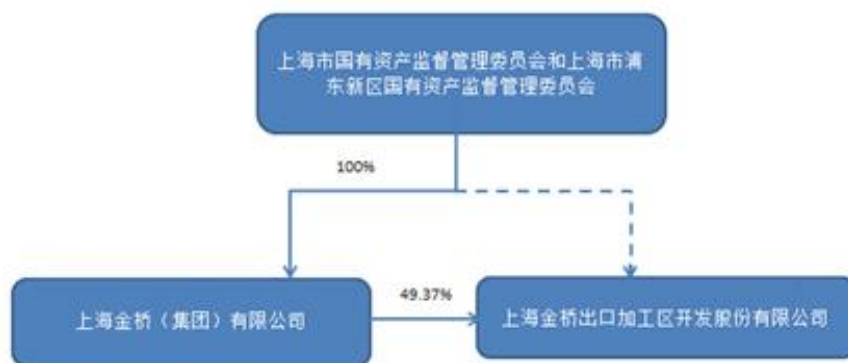 上海市国有资产监督管理委员会和上海市浦
东新区国有资产监督管理委员会
100%
49.37%
上海金桥（集团）有限公司
上海金桥出口加工区开发股份有限公司